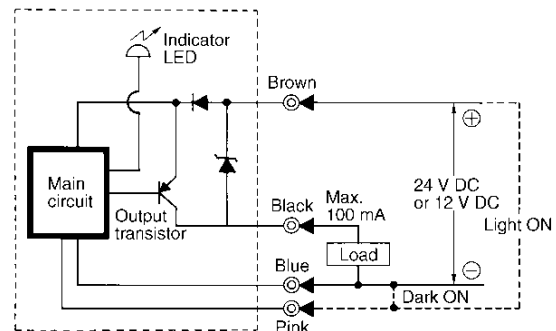 Indicator
LED
Brown
⊕
Main
circuit
Output
transistor
Black
Max.
100 mA
24 V DC
or 12 V DC
Light ON
Load
Blue
⊖
Dark ON
Pink